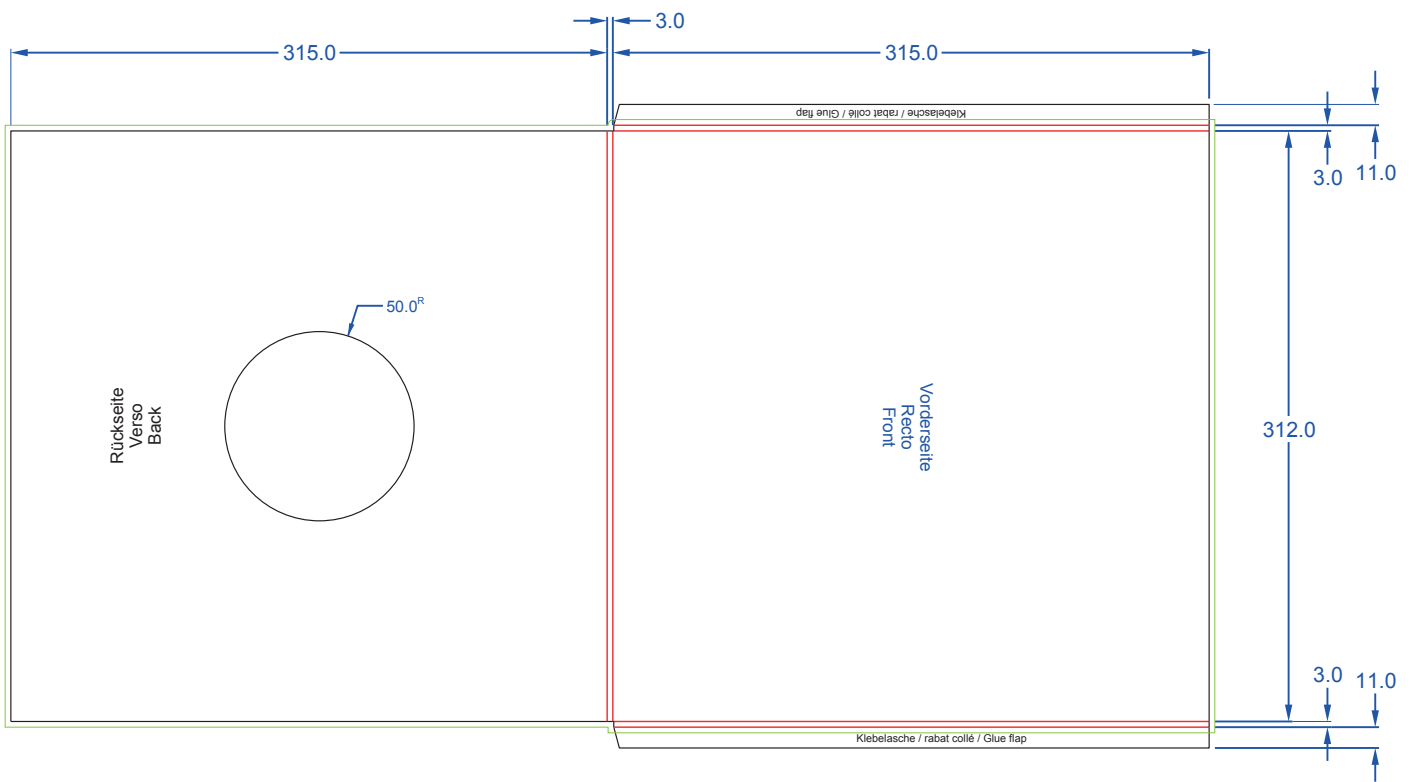 3.0
315.0
315.0
Klebelasche / rabat collé / Glue flap
3.0
11.0
50.0R
Rückseite
Verso
Back
Vorderseite
Recto
Front
312.0
3.0
11.0
Klebelasche / rabat collé / Glue flap